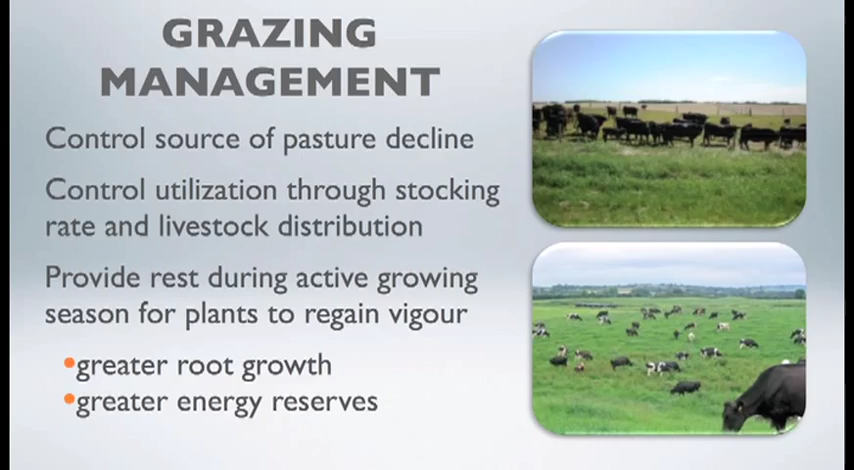 GRAZING
MANAGEMENT
Control source of pasture decline
Control utilization through stocking
rate and livestock distribution
Provide rest during active growing
season for plants to regain vigour
•greater root growth
•greater energy reserves